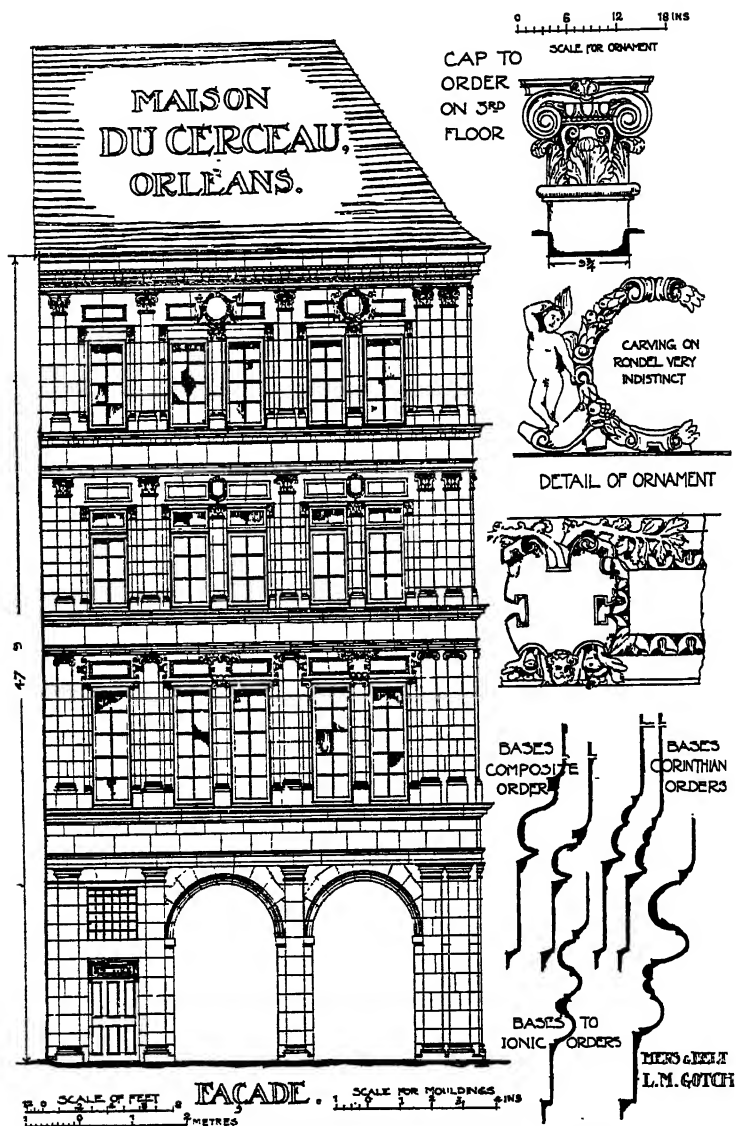 0 6 12 18 INS
SCALE FOR ORNAMENT
CAP TO
ORDER
ON 3RD
FLOOR
MAISON
DU CERCEAU,
ORLEANS.
CARVING ON
RONDEL VERY
INDISTINCT
DETAIL OF ORNAMENT
47 9
BASES
COMPOSITE
ORDER
BASES
CORINTHIAN
ORDERS
BASES TO
IONIC ORDERS
L.M. GOTCH
FAÇADE.
SCALE OF FEET
METRES
SCALE FOR MOULDINGS
INS